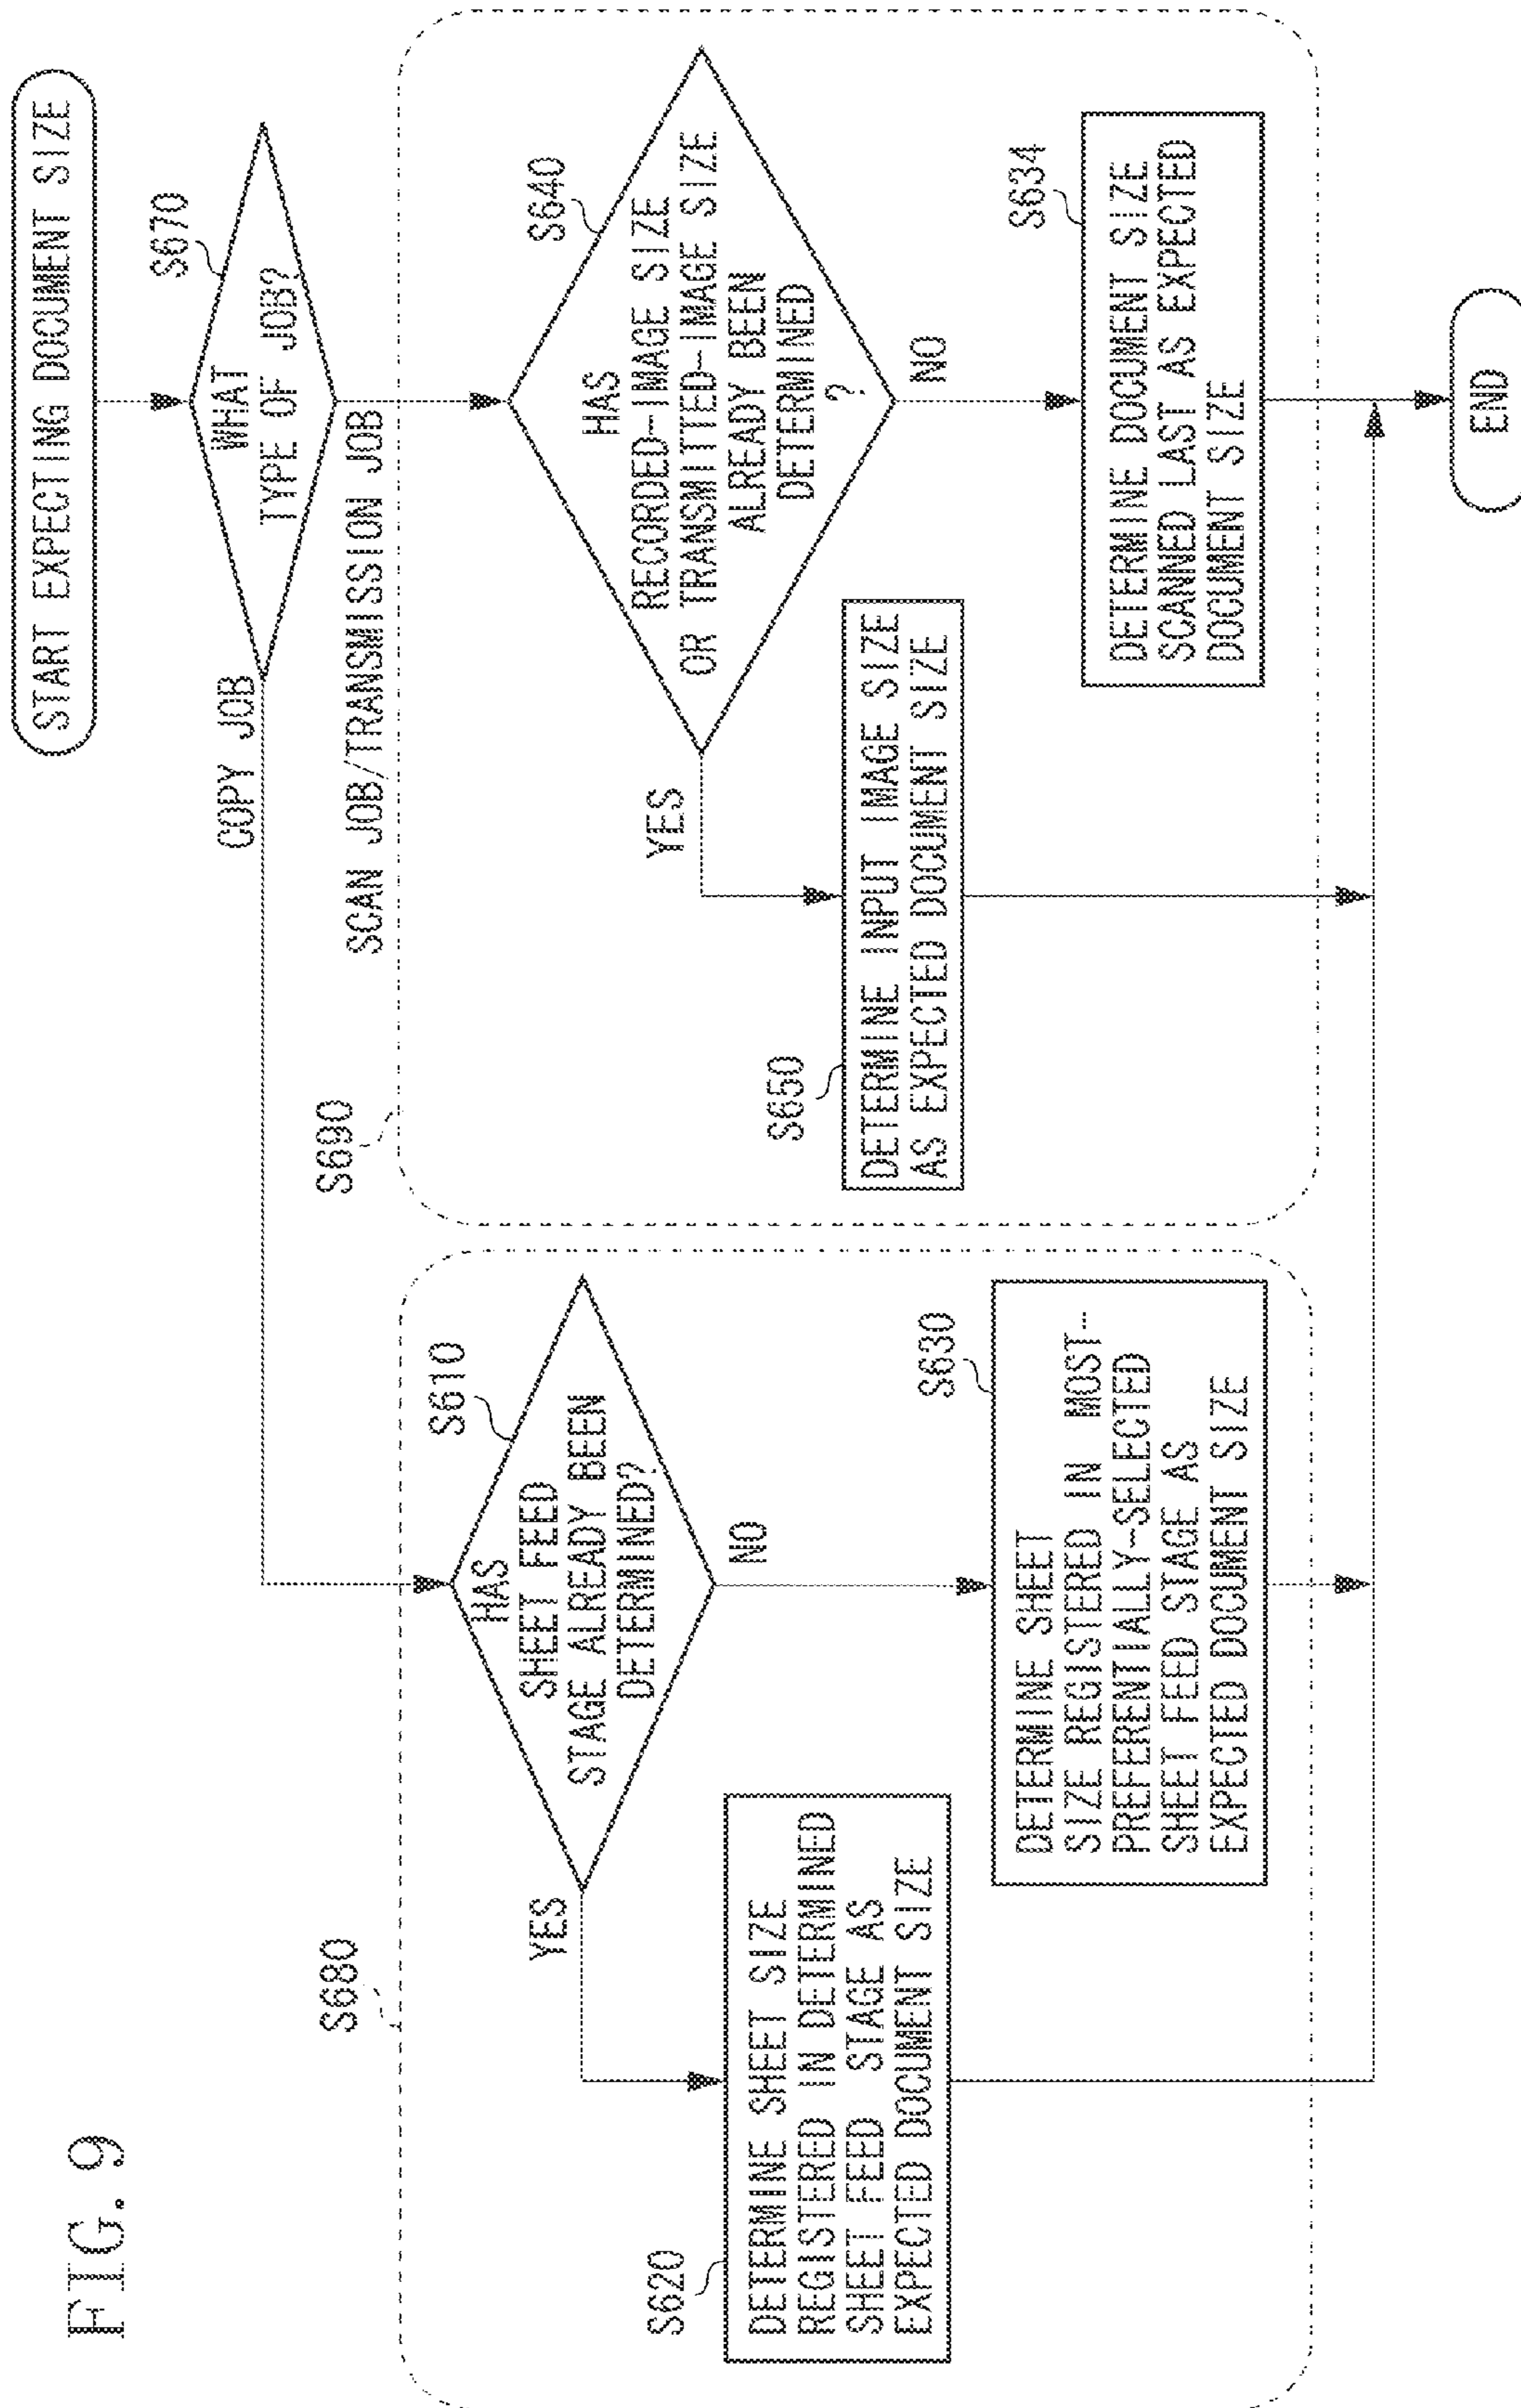 FIG. 9
START EXPECTING DOCUMENT SIZE
S670
WHAT
TYPE OF JOB?
COPY JOB
SCAN JOB/TRANSMISSION JOB
S680
S610
HAS
SHEET FEED
STAGE ALREADY BEEN
DETERMINED?
YES
NO
S620
DETERMINE SHEET SIZE
REGISTERED IN DETERMINED
SHEET FEED STAGE AS
EXPECTED DOCUMENT SIZE
S630
DETERMINE SHEET
SIZE REGISTERED IN MOST-
PREFERENTIALLY-SELECTED
SHEET FEED STAGE AS
EXPECTED DOCUMENT SIZE
S690
S640
HAS
RECORDED-IMAGE SIZE
OR TRANSMITTED-IMAGE SIZE
ALREADY BEEN
DETERMINED
?
YES
NO
S650
DETERMINE INPUT IMAGE SIZE
AS EXPECTED DOCUMENT SIZE
S634
DETERMINE DOCUMENT SIZE
SCANNED LAST AS EXPECTED
DOCUMENT SIZE
END